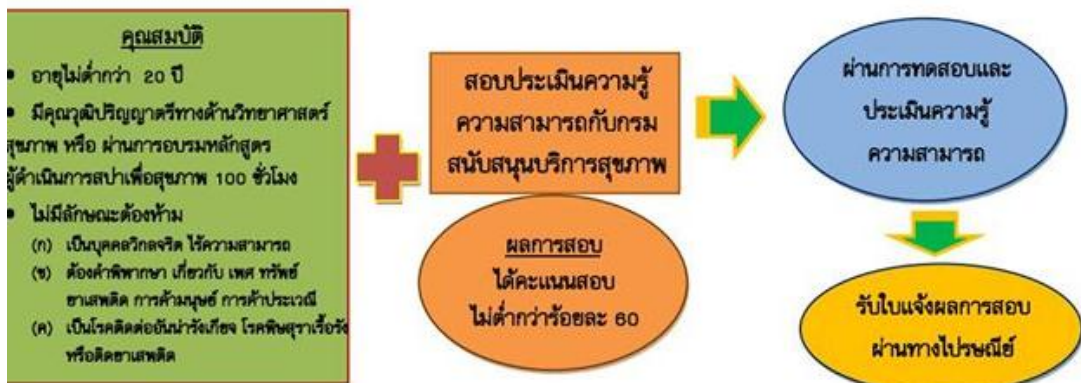 คุณสมบัติ
• อายุไม่ต่ำกว่า 20 ปี
• มีคุณวุฒิปริญญาตรีทางด้านวิทยาศาสตร์
สุขภาพ หรือ ผ่านการอบรมหลักสูตร
ผู้ดำเนินการสปาเพื่อสุขภาพ 100 ชั่วโมง
• ไม่มีลักษณะต้องห้าม
(ก) เป็นบุคคลวิกลจริต ไร้ความสามารถ
(ข) ต้องคำพิพากษา เกี่ยวกับ เพศ ทรัพย์
ยาเสพติด การค้ามนุษย์ การค้าประเวณี
(ค) เป็นโรคติดต่ออันน่ารังเกียจ โรคพิษสุราเรื้อรัง
หรือติดยาเสพติด
สอบประเมินความรู้
ความสามารถกับกรม
สนับสนุนบริการสุขภาพ
ผลการสอบ
ได้คะแนนสอบ
ไม่ต่ำกว่าร้อยละ 60
ผ่านการทดสอบและ
ประเมินความรู้
ความสามารถ
รับใบแจ้งผลการสอบ
ผ่านทางไปรษณีย์